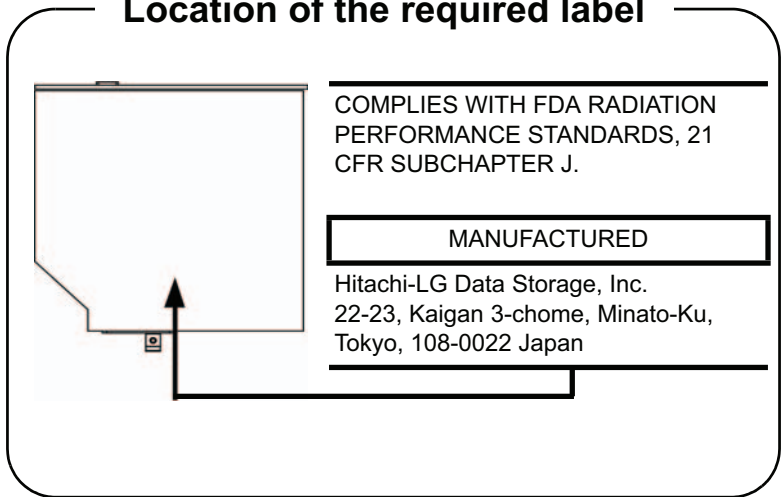 Location of the required label
COMPLIES WITH FDA RADIATION
PERFORMANCE STANDARDS, 21
CFR SUBCHAPTER J.
MANUFACTURED
Hitachi-LG Data Storage, Inc.
22-23, Kaigan 3-chome, Minato-Ku,
Tokyo, 108-0022 Japan